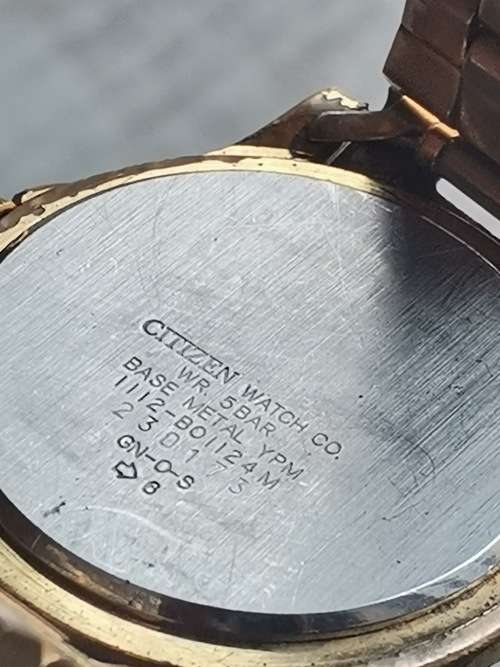 CITIZEN WATCH CO.
WR. 5BAR
BASE METAL YPM
1112-B01124M
23D173
GN-0-S
8